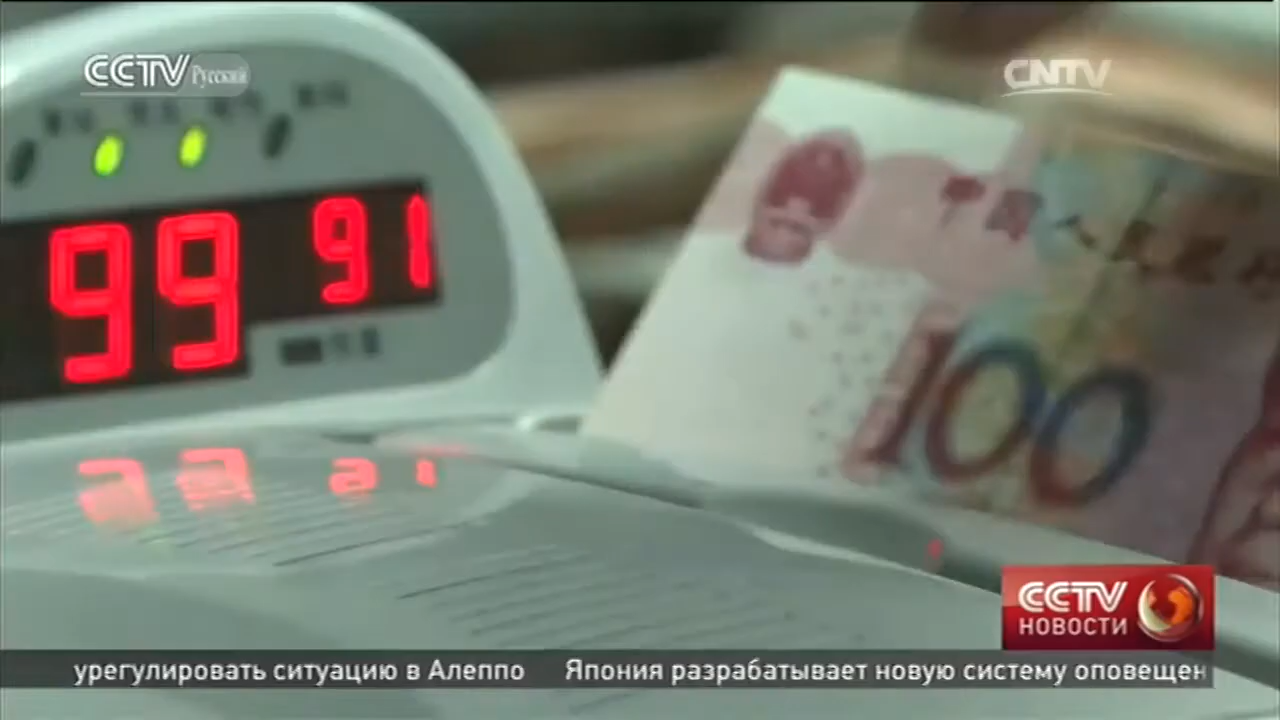 CCTV Русский
CNTV
99 91
100
CCTV
НОВОСТИ
урегулировать ситуацию в Алеппо Япония разрабатывает новую систему оповещен